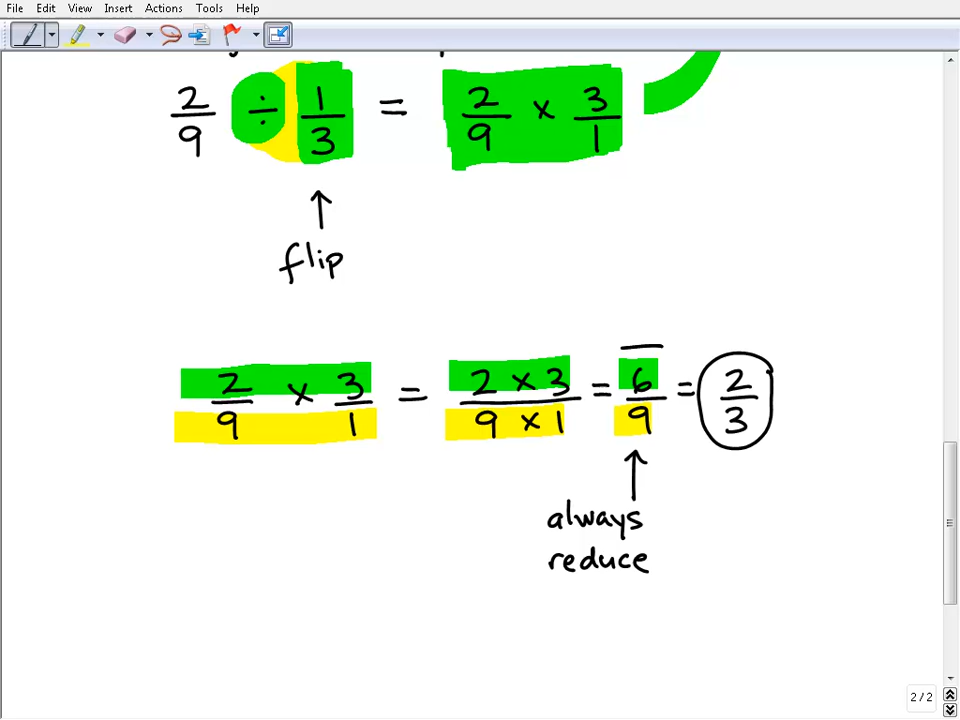 File Edit View Insert Actions Tools Help
2/9 ÷ 1/3 = 2/9 × 3/1
flip
2/9 × 3/1 = 2 × 3/9 × 1 = 6/9 = 2/3
always
reduce
2/2